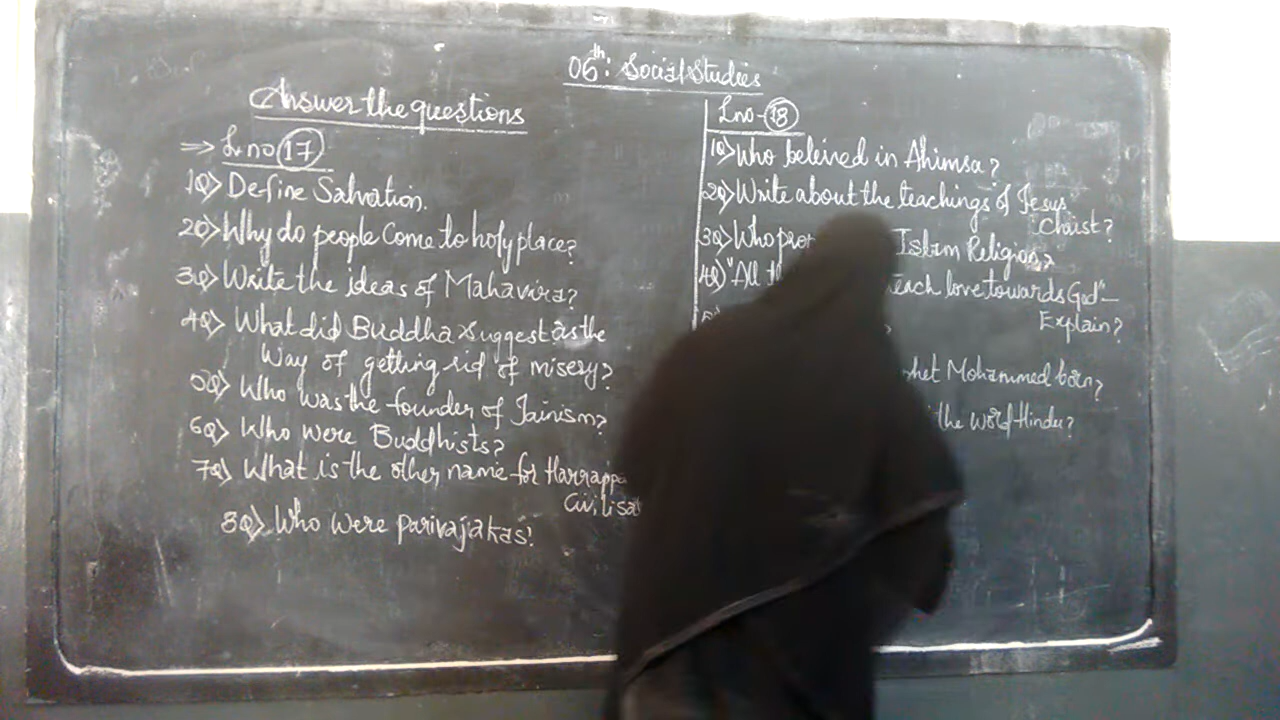 06th: Social Studies
Answer the questions
⇒ L.no 17
1Q> Define Salvation.
2Q> Why do people Come to holy place?
3Q> Write the ideas of Mahavira?
4Q> What did Buddha suggest as the
Way of getting rid of misery?
5Q> Who was the founder of Jainism?
6Q> Who were Buddhists?
7Q> What is the other name for Harrappa
8Q> Who were parivajakas?
Lno-18
1Q> Who beleived in Ahimsa?
2Q> Write about the teachings of Jesus
Christ?
3Q> Who Islam Religion?
4Q> "All love towards God"-
Explain?
Mohammed born?
the word Hindu?